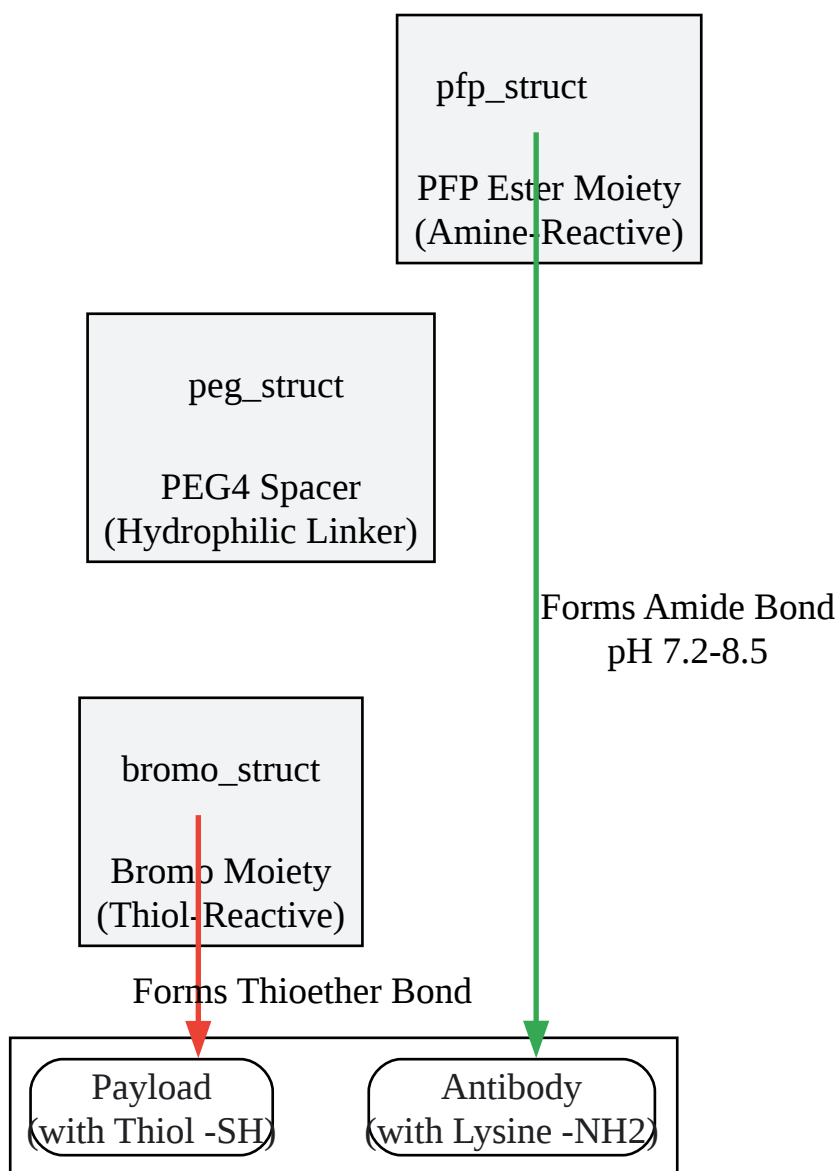 pfp_struct
PFP Ester Moiety
(Amine-Reactive)
peg_struct
PEG4 Spacer
(Hydrophilic Linker)
Forms Amide Bond
pH 7.2-8.5
bromo_struct
Bromo Moiety
(Thiol-Reactive)
Forms Thioether Bond
Payload
(with Thiol -SH)
Antibody
(with Lysine -NH2)